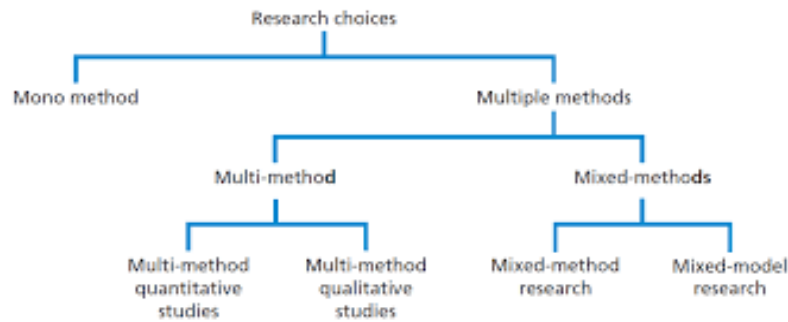 Research choices
Mono method
Multiple methods
Multi-method
Mixed-methods
Multi-method
quantitative
studies
Multi-method
qualitative
studies
Mixed-method
research
Mixed-model
research